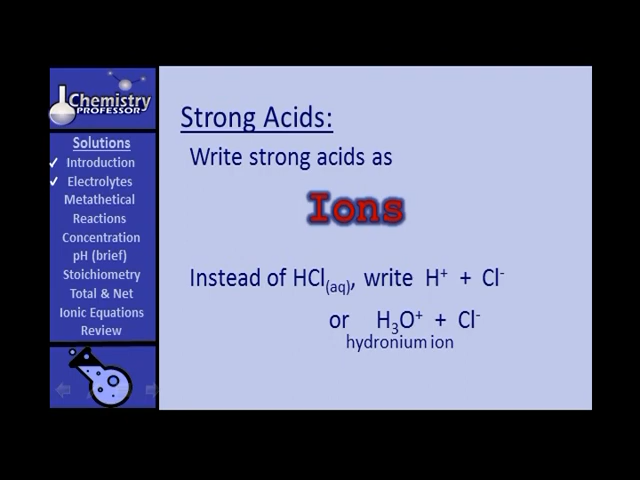 Chemistry
PROFESSOR
Solutions
✓ Introduction
✓ Electrolytes
Metathetical
Reactions
Concentration
pH (brief)
Stoichiometry
Total & Net
Ionic Equations
Review
Strong Acids:
Write strong acids as
Ions
Instead of HCl₍aq₎, write H⁺ + Cl⁻
or H₃O⁺ + Cl⁻
hydronium ion